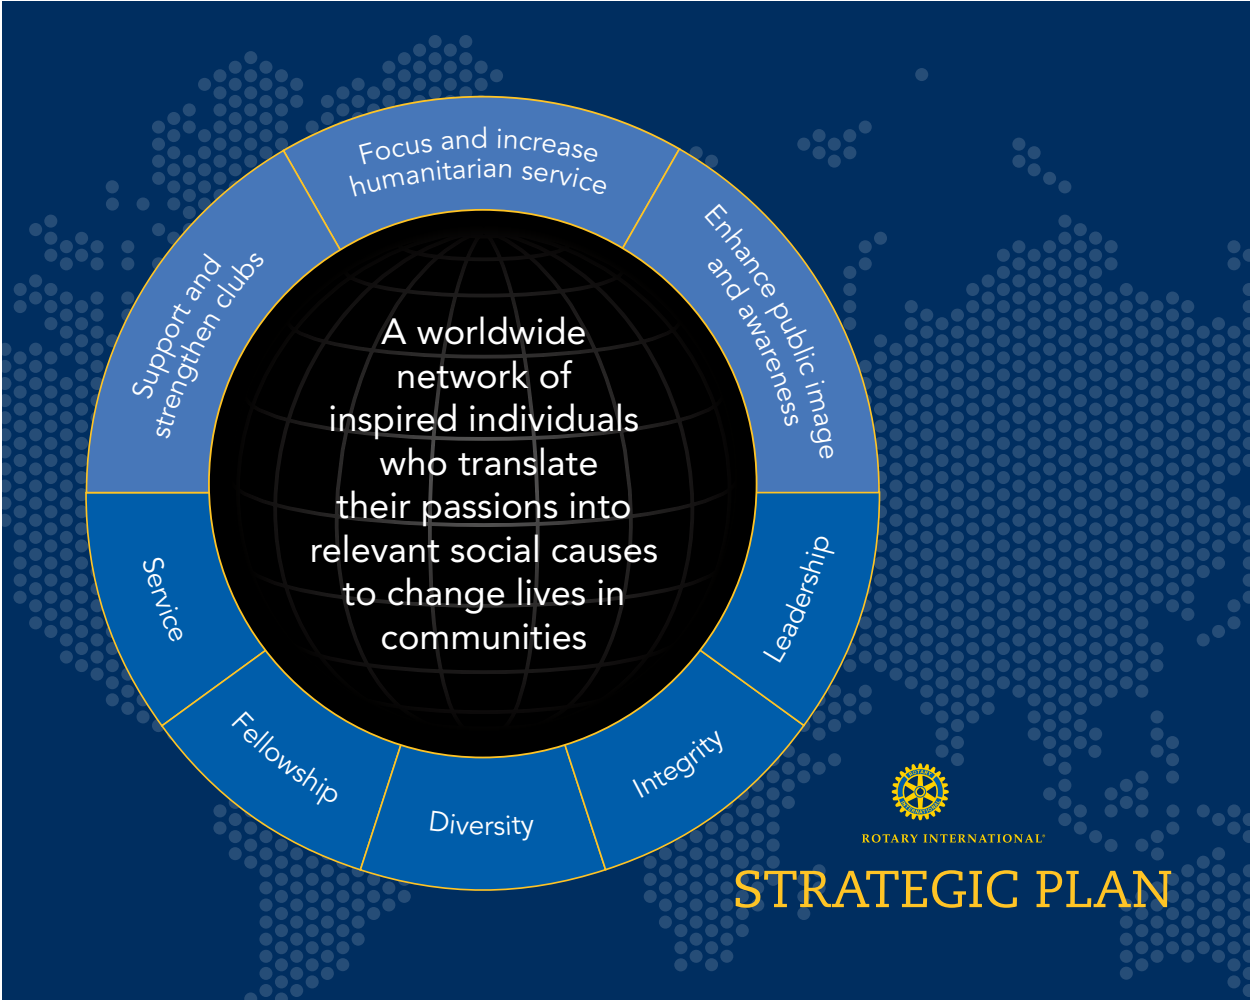 Focus and increase
humanitarian service
Support and
strengthen clubs
Enhance public image
and awareness
A worldwide
network of
inspired individuals
who translate
their passions into
relevant social causes
to change lives in
communities
Service
Fellowship
Diversity
Integrity
Leadership
ROTARY
INTERNATIONAL
ROTARY INTERNATIONAL®
STRATEGIC PLAN